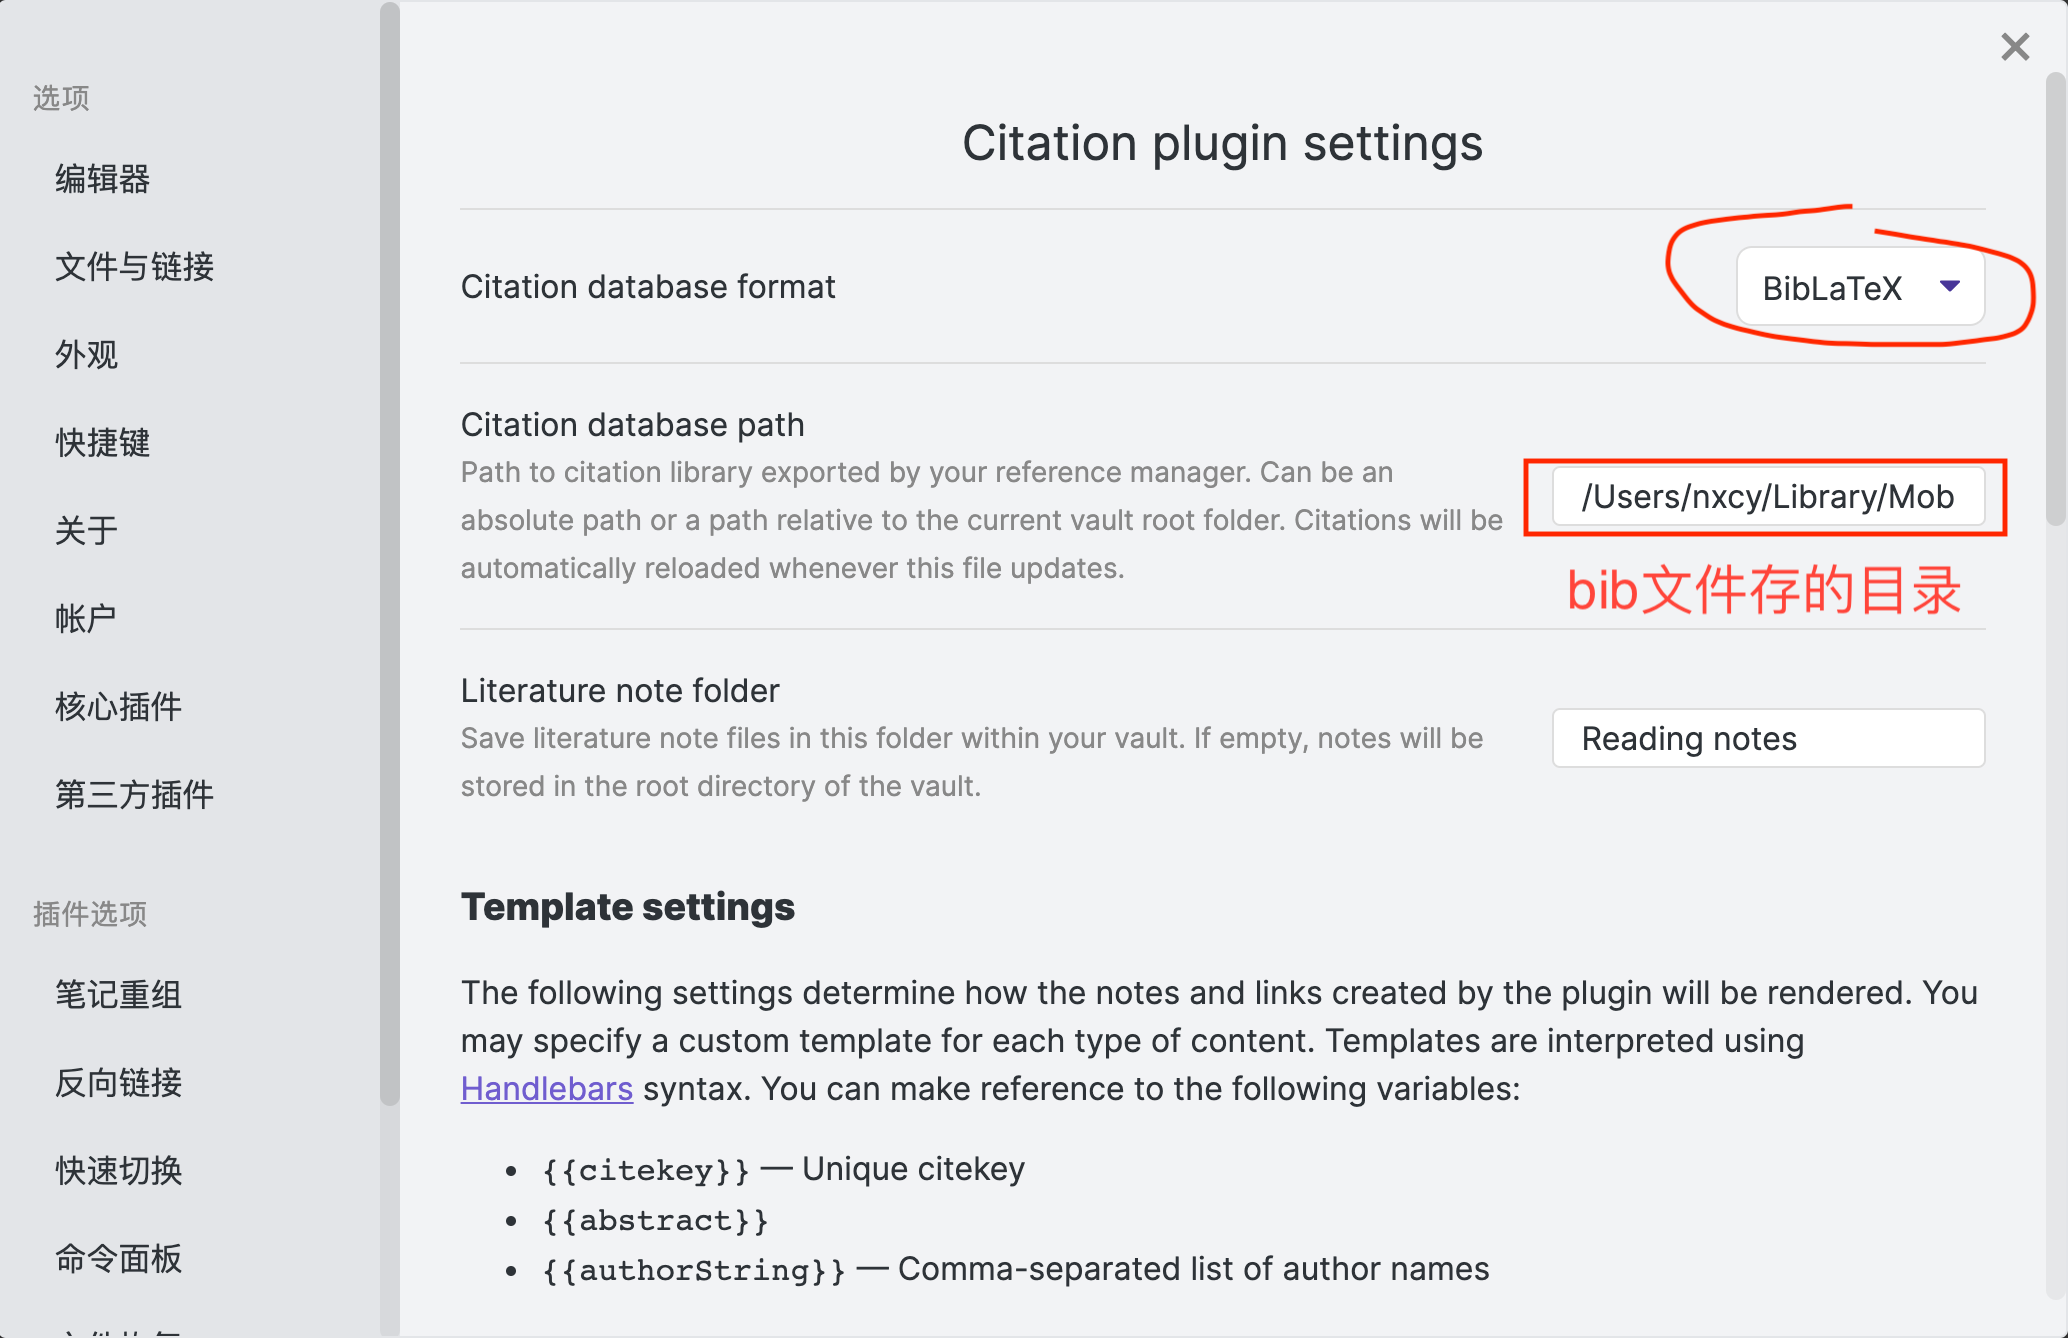 选项
编辑器
文件与链接
外观
快捷键
关于
帐户
核心插件
第三方插件
插件选项
笔记重组
反向链接
快速切换
命令面板
Citation plugin settings
Citation database format
BibLaTeX
Citation database path
Path to citation library exported by your reference manager. Can be an
absolute path or a path relative to the current vault root folder. Citations will be
automatically reloaded whenever this file updates.
/Users/nxcy/Library/Mob
bib文件存的目录
Literature note folder
Save literature note files in this folder within your vault. If empty, notes will be
stored in the root directory of the vault.
Reading notes
Template settings
The following settings determine how the notes and links created by the plugin will be rendered. You
may specify a custom template for each type of content. Templates are interpreted using
Handlebars syntax. You can make reference to the following variables:
• {{citekey}} — Unique citekey
• {{abstract}}
• {{authorString}} — Comma-separated list of author names